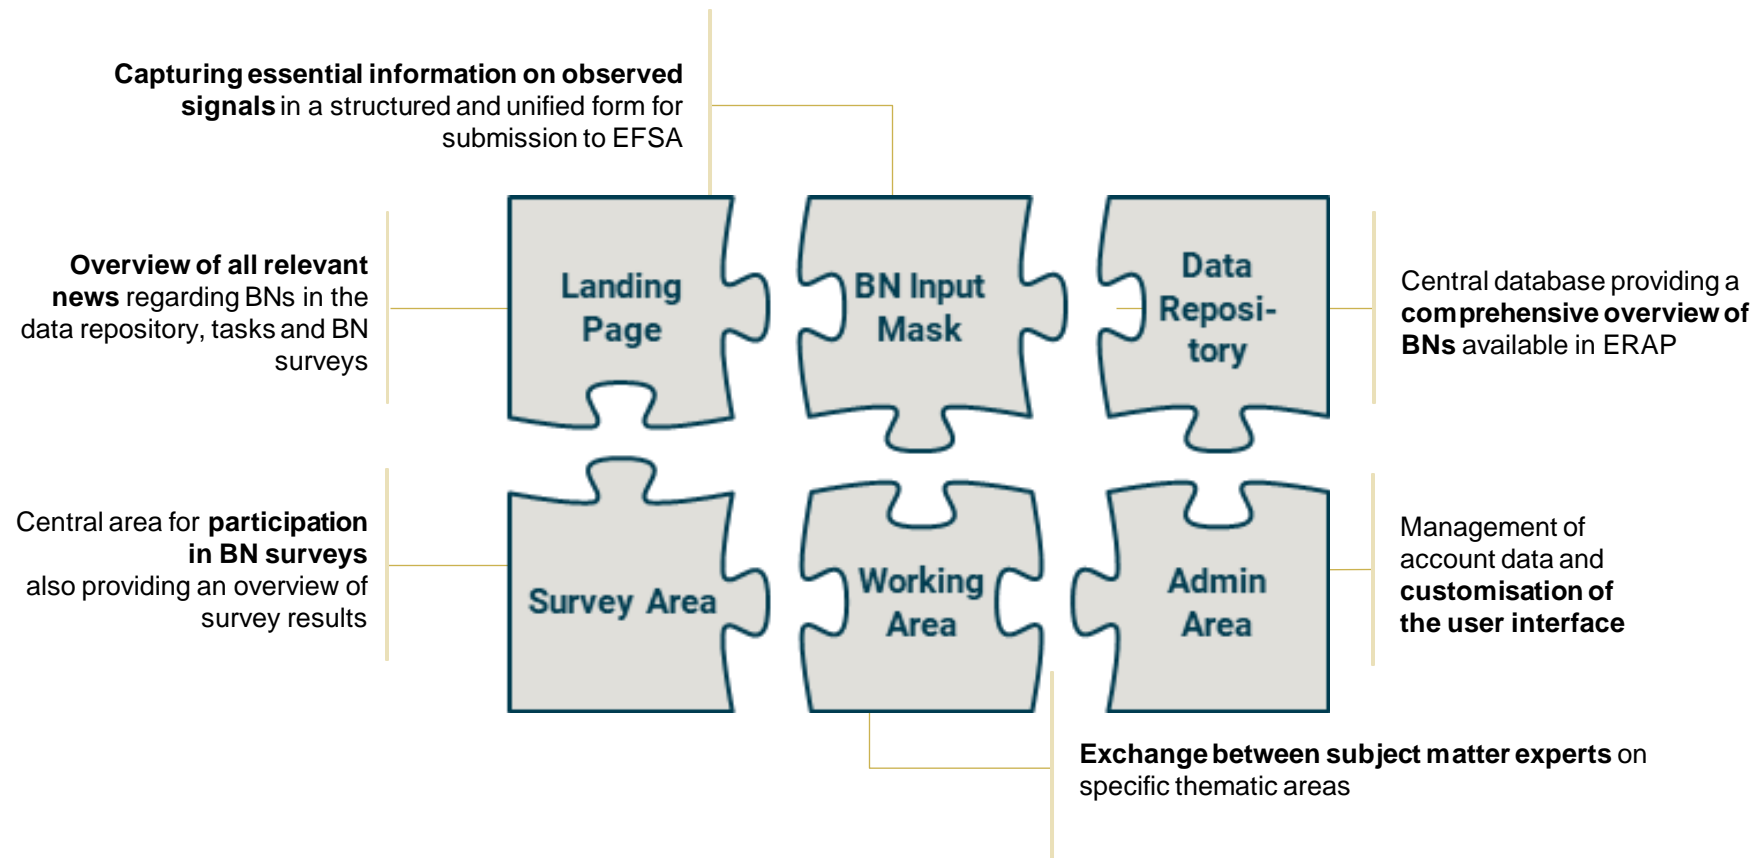 Capturing essential information on observed
signals in a structured and unified form for
submission to EFSA
Overview of all relevant
news regarding BNs in the
data repository, tasks and BN
surveys
Landing
Page
BN Input
Mask
Data
Reposi-
tory
Central database providing a
comprehensive overview of
BNs available in ERAP
Central area for participation
in BN surveys
also providing an overview of
survey results
Survey Area
Working
Area
Admin
Area
Management of
account data and
customisation of
the user interface
Exchange between subject matter experts on
specific thematic areas